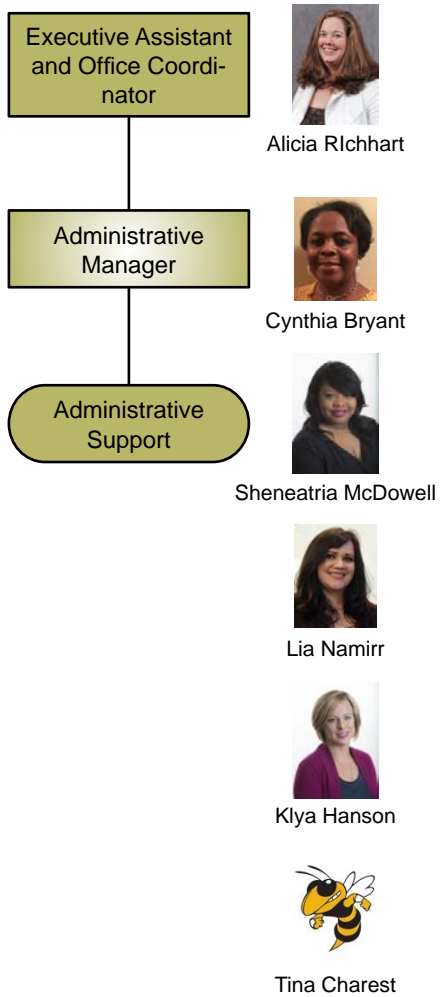 Executive Assistant
and Office Coordi-
nator
Alicia RIchhart
Administrative
Manager
Cynthia Bryant
Administrative
Support
Sheneatria McDowell
Lia Namirr
Klya Hanson
Tina Charest